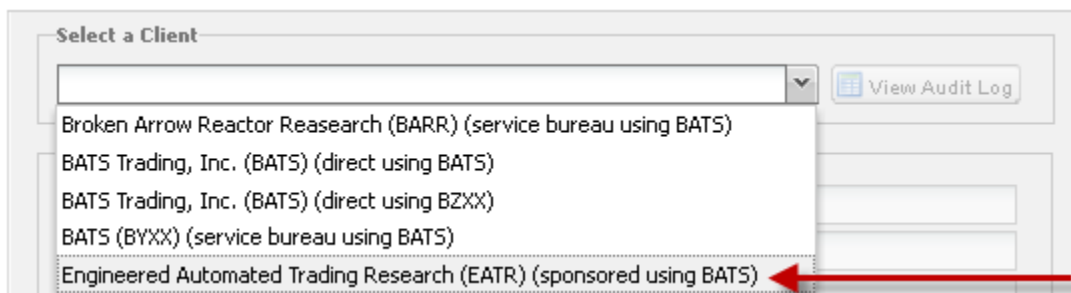 Select a Client
View Audit Log
Broken Arrow Reactor Reasearch (BARR) (service bureau using BATS)
BATS Trading, Inc. (BATS) (direct using BATS)
BATS Trading, Inc. (BATS) (direct using BZXX)
BATS (BYXX) (service bureau using BATS)
Engineered Automated Trading Research (EATR) (sponsored using BATS)